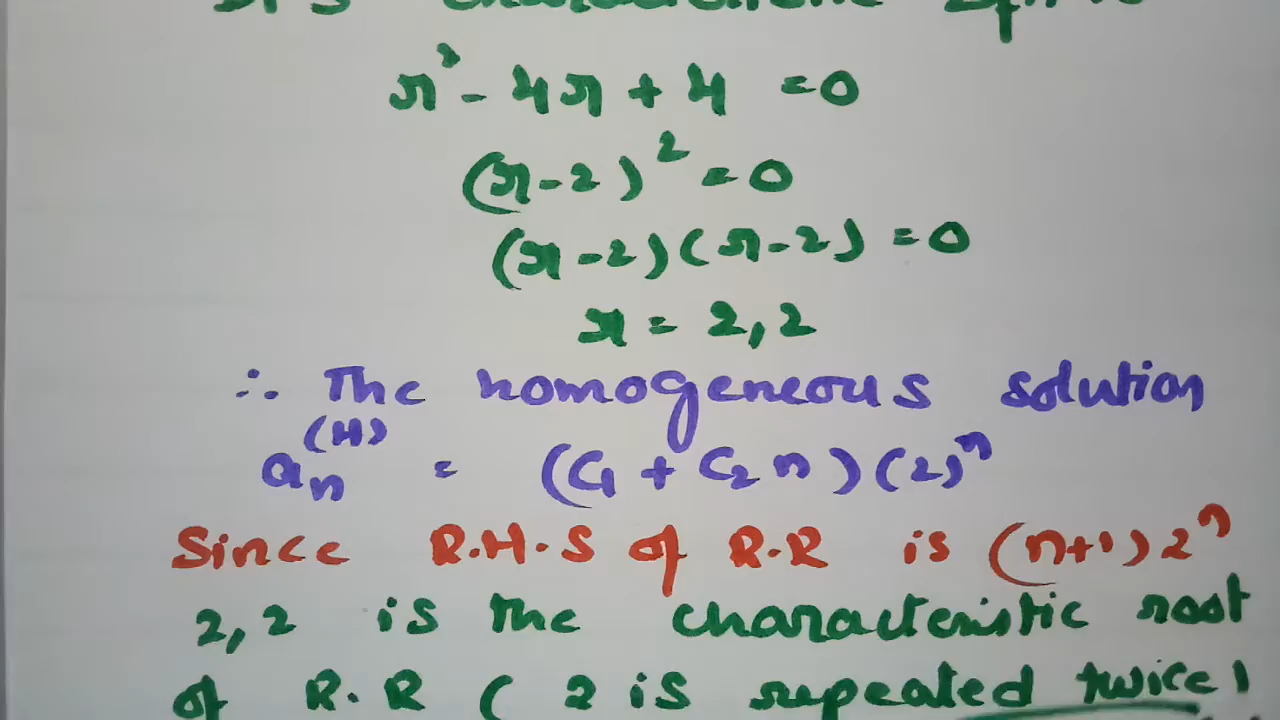 r² - 4r + 4 = 0
(r-2)² = 0
(r-2)(r-2) = 0
r = 2,2
∴ The homogeneous solution
aₙ⁽ᴴ⁾ = (C₁ + C₂ n)(2)ⁿ
Since R.H.S of R.R is (n+1)2ⁿ
2,2 is the characteristic root
of R.R ( 2 is repeated twice)